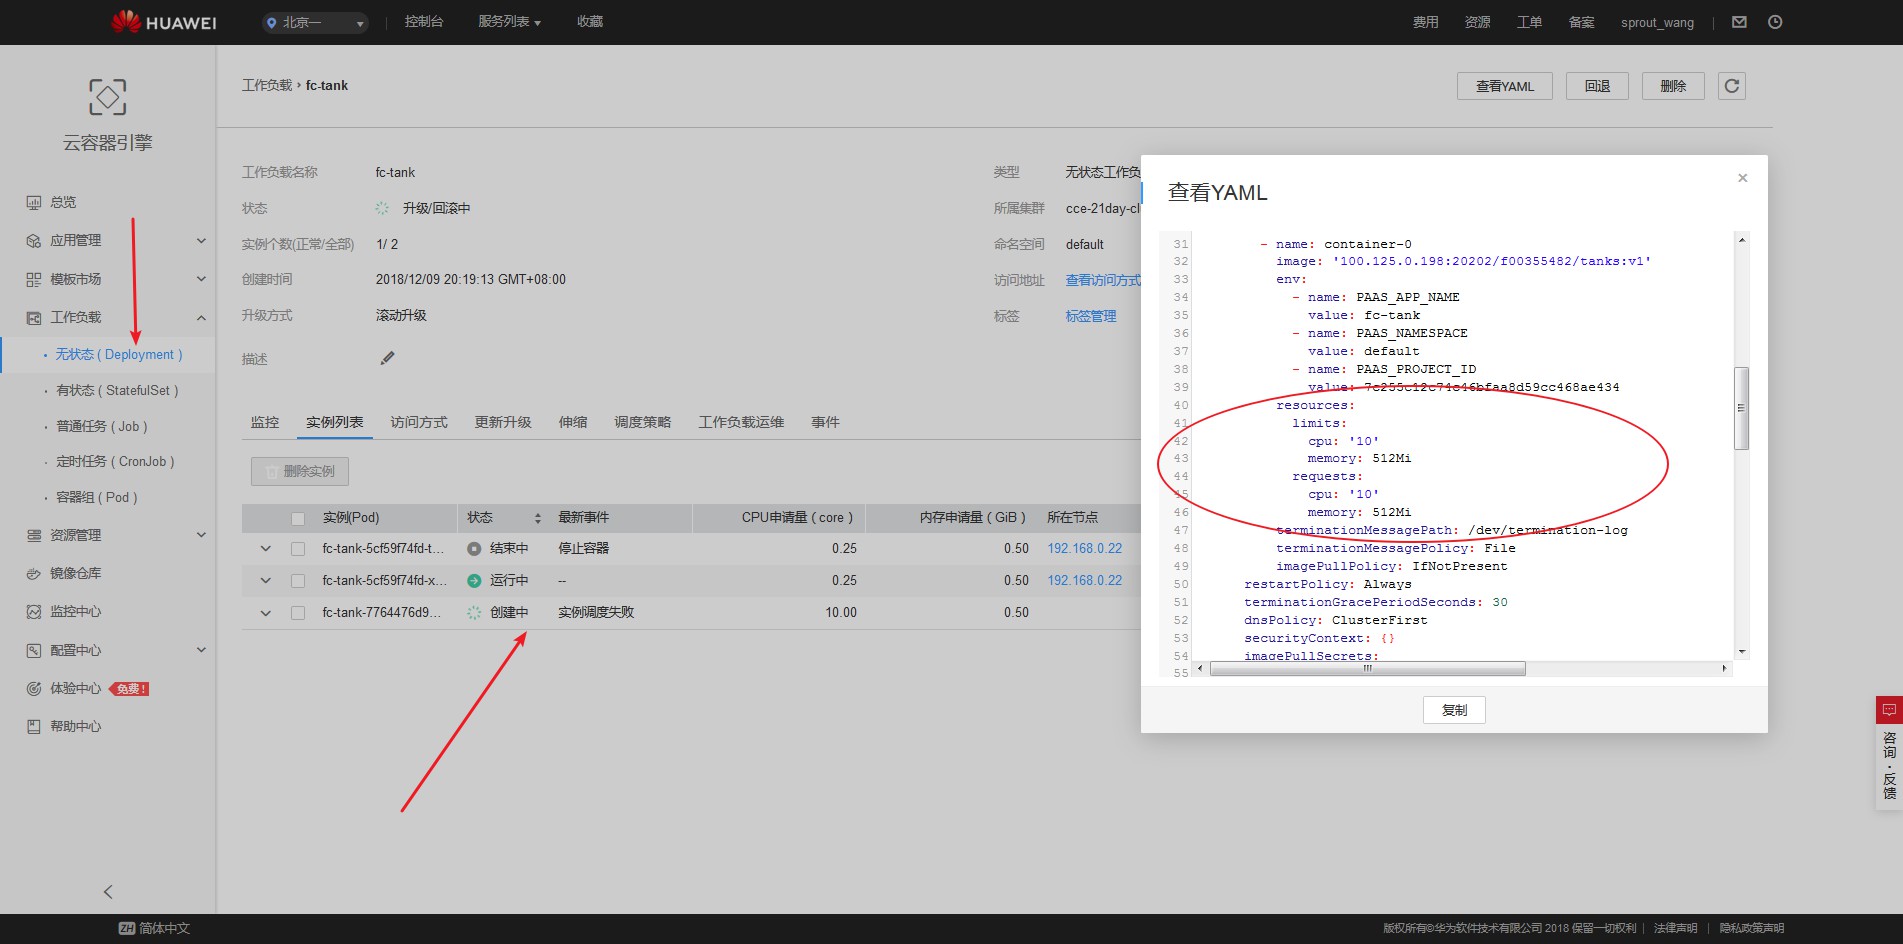 HUAWEI
北京一
控制台
服务列表
收藏
费用
资源
工单
备案
sprout_wang
云容器引擎
总览
应用管理
模板市场
工作负载
无状态 ( Deployment )
有状态 ( StatefulSet )
普通任务 ( Job )
定时任务 ( CronJob )
容器组 ( Pod )
资源管理
镜像仓库
监控中心
配置中心
体验中心 免费!
帮助中心
工作负载 › fc-tank
查看YAML
回退
删除
工作负载名称 fc-tank
状态 升级/回滚中
实例个数(正常/全部) 1/ 2
创建时间 2018/12/09 20:19:13 GMT+08:00
升级方式 滚动升级
描述
类型 无状态工作负
所属集群 cce-21day-cl
命名空间 default
访问地址 查看访问方式
标签 标签管理
监控 实例列表 访问方式 更新升级 伸缩 调度策略 工作负载运维 事件
删除实例
实例(Pod) 状态 最新事件 CPU申请量 ( core ) 内存申请量 ( GiB ) 所在节点
fc-tank-5cf59f74fd-t... 结束中 停止容器 0.25 0.50 192.168.0.22
fc-tank-5cf59f74fd-x... 运行中 -- 0.25 0.50 192.168.0.22
fc-tank-7764476d9... 创建中 实例调度失败 10.00 0.50
查看YAML
×
31 - name: container-0
32 image: '100.125.0.198:20202/f00355482/tanks:v1'
33 env:
34 - name: PAAS_APP_NAME
35 value: fc-tank
36 - name: PAAS_NAMESPACE
37 value: default
38 - name: PAAS_PROJECT_ID
39 value: 7c255c12c74c46bfaa8d59cc468ae434
40 resources:
41 limits:
42 cpu: '10'
43 memory: 512Mi
44 requests:
45 cpu: '10'
46 memory: 512Mi
47 terminationMessagePath: /dev/termination-log
48 terminationMessagePolicy: File
49 imagePullPolicy: IfNotPresent
50 restartPolicy: Always
51 terminationGracePeriodSeconds: 30
52 dnsPolicy: ClusterFirst
53 securityContext: {}
54 imagePullSecrets:
55
复制
咨询·反馈
ZH 简体中文
版权所有©华为软件技术有限公司 2018 保留一切权利 | 法律声明 | 隐私政策声明